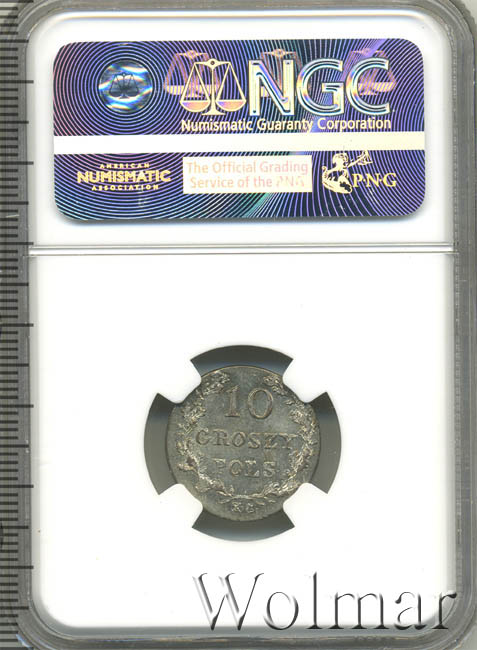 NGC
Numismatic Guaranty Corporation
AMERICAN
NUMISMATIC
ASSOCIATION
The Official Grading
Service of the ANA
PNG
10
GROSZY
POLS.
KG
Wolmar